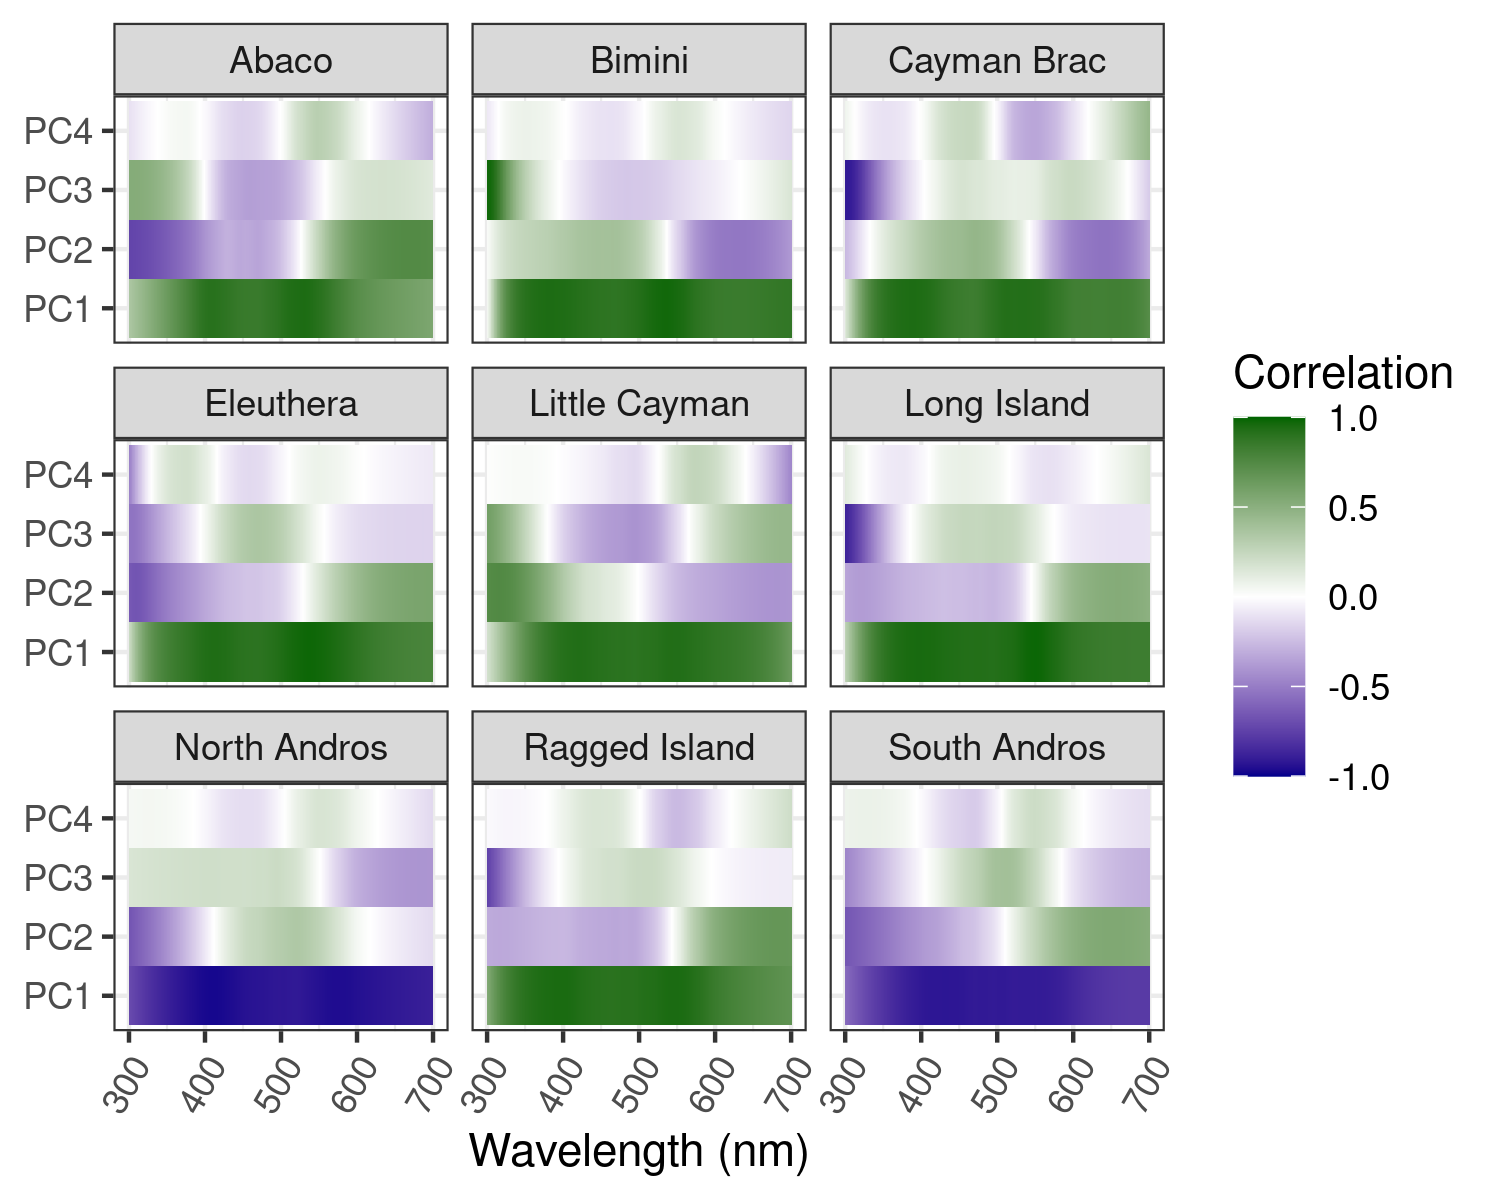 Abaco
Bimini
Cayman Brac
PC4
PC3
PC2
PC1
Eleuthera
Little Cayman
Long Island
PC4
PC3
PC2
PC1
North Andros
Ragged Island
South Andros
PC4
PC3
PC2
PC1
300 400 500 600 700
300 400 500 600 700
300 400 500 600 700
Wavelength (nm)
Correlation
1.0
0.5
0.0
-0.5
-1.0